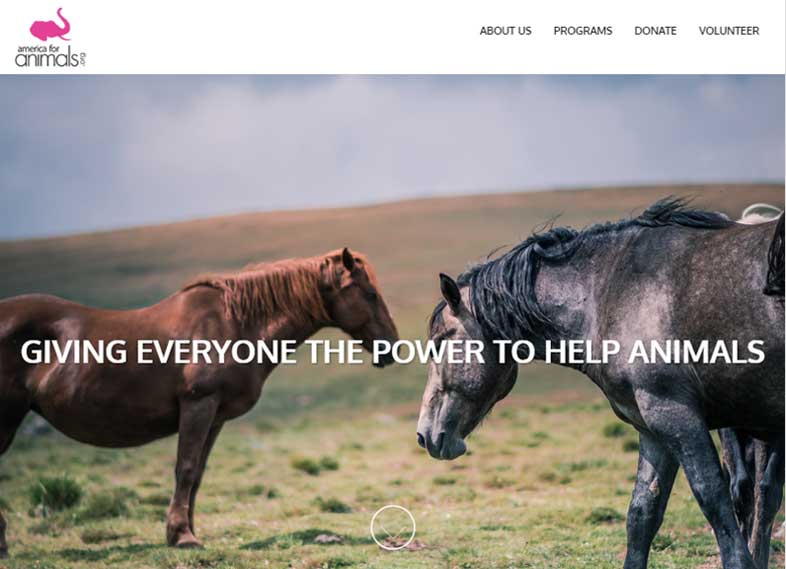 america for
animals.org
ABOUT US PROGRAMS DONATE VOLUNTEER
GIVING EVERYONE THE POWER TO HELP ANIMALS